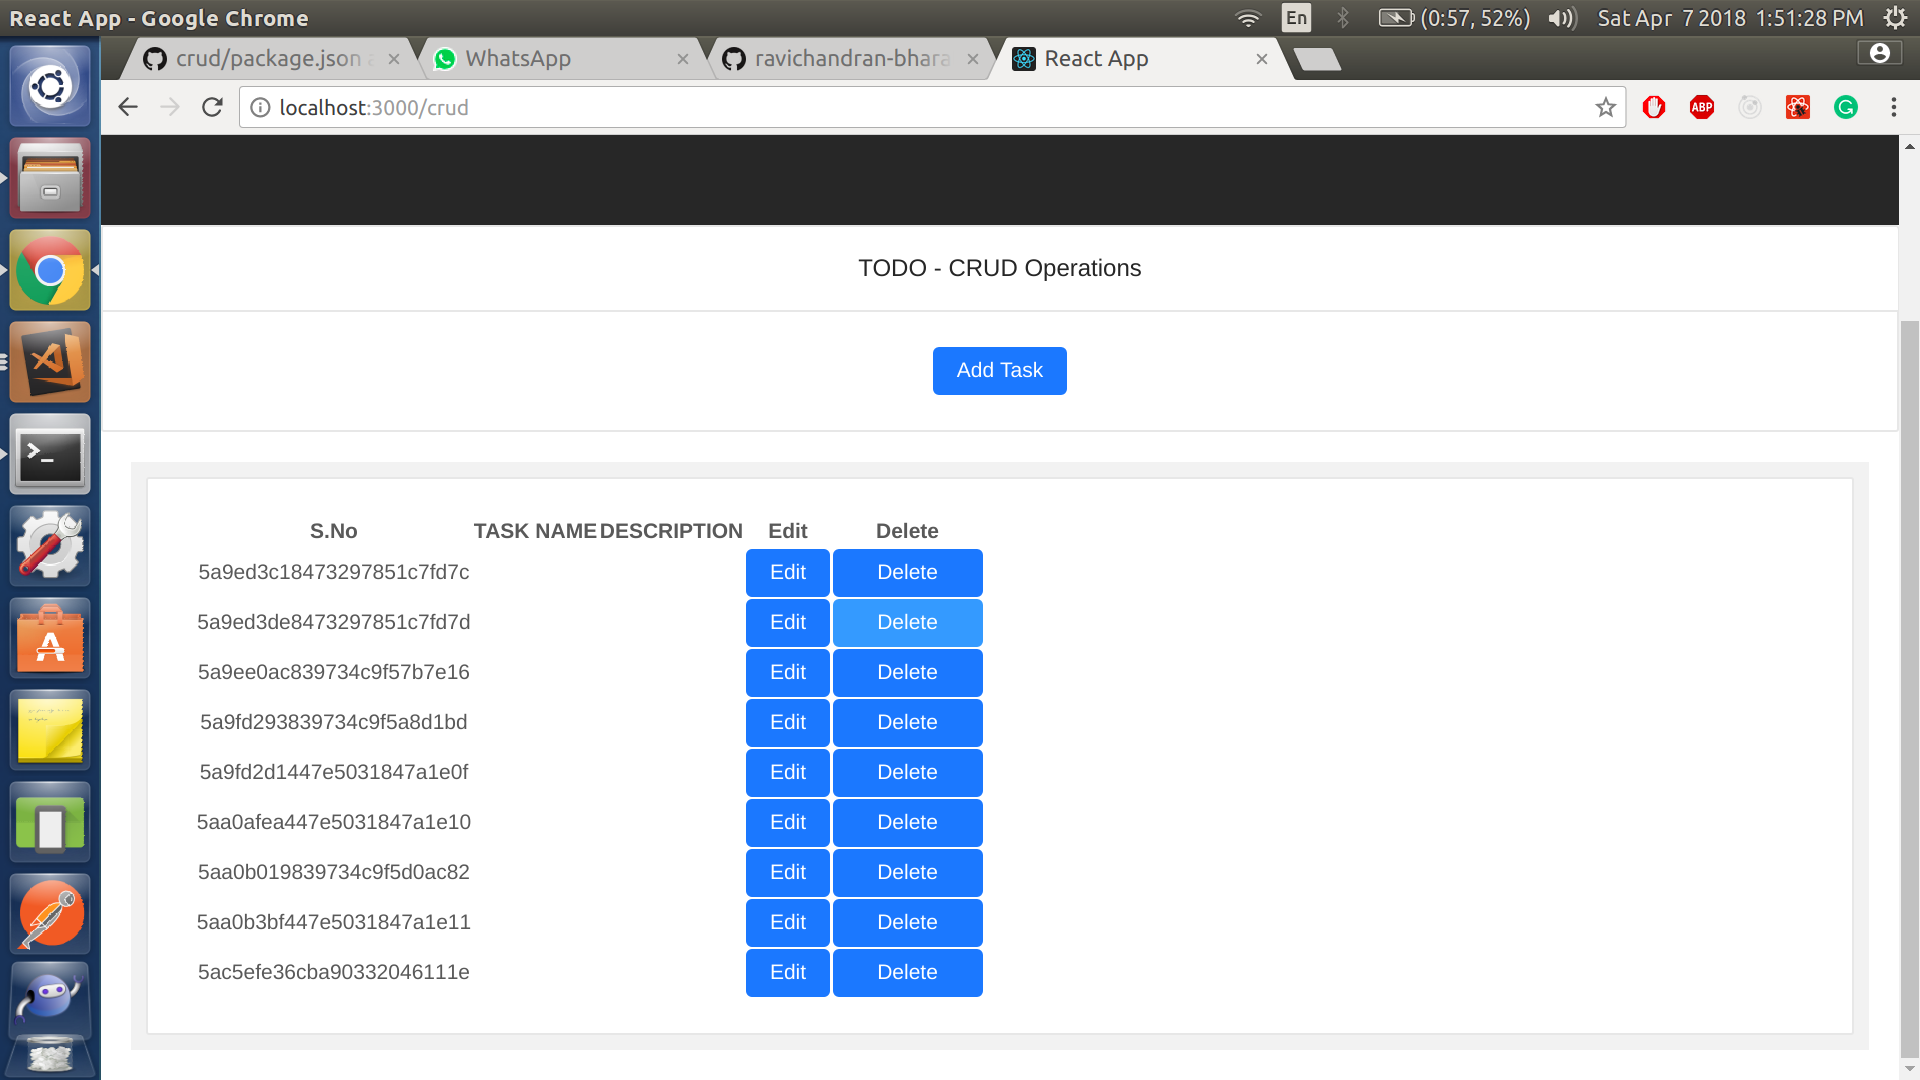 React App - Google Chrome
En
(0:57, 52%)
Sat Apr 7 2018 1:51:28 PM
crud/package.json
WhatsApp
ravichandran-bhara
React App
localhost:3000/crud
ABP
TODO - CRUD Operations
Add Task
S.No TASK NAME DESCRIPTION Edit Delete
5a9ed3c18473297851c7fd7c Edit Delete
5a9ed3de8473297851c7fd7d Edit Delete
5a9ee0ac839734c9f57b7e16 Edit Delete
5a9fd293839734c9f5a8d1bd Edit Delete
5a9fd2d1447e5031847a1e0f Edit Delete
5aa0afea447e5031847a1e10 Edit Delete
5aa0b019839734c9f5d0ac82 Edit Delete
5aa0b3bf447e5031847a1e11 Edit Delete
5ac5efe36cba90332046111e Edit Delete